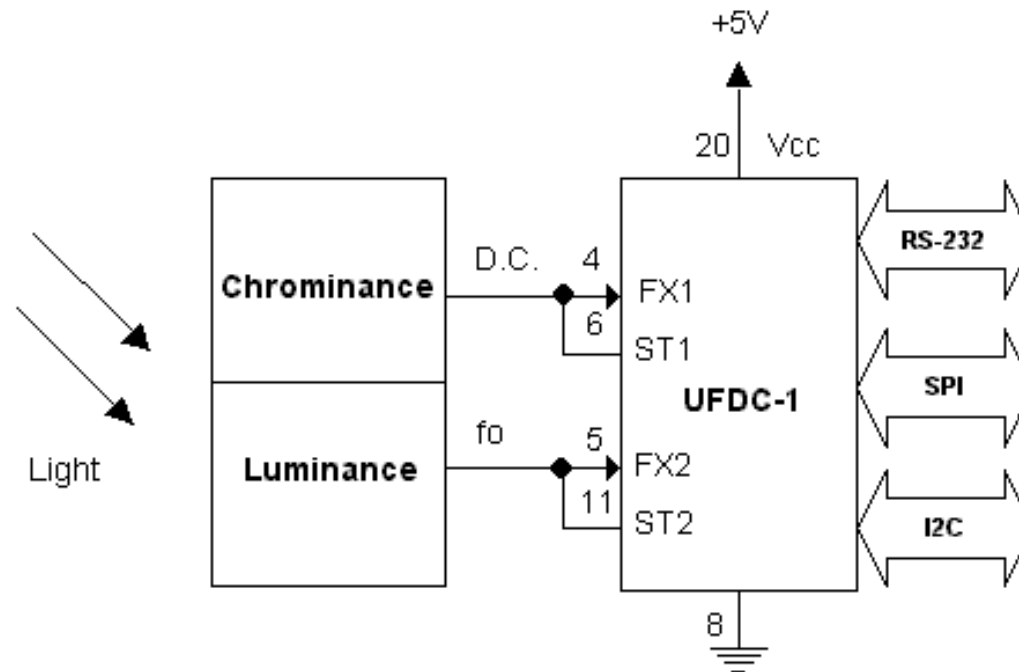 +5V
20 Vcc
RS-232
D.C. 4
Chrominance
FX1
6
ST1
UFDC-1
SPI
fo 5
Light
Luminance
FX2
11
ST2
I2C
8